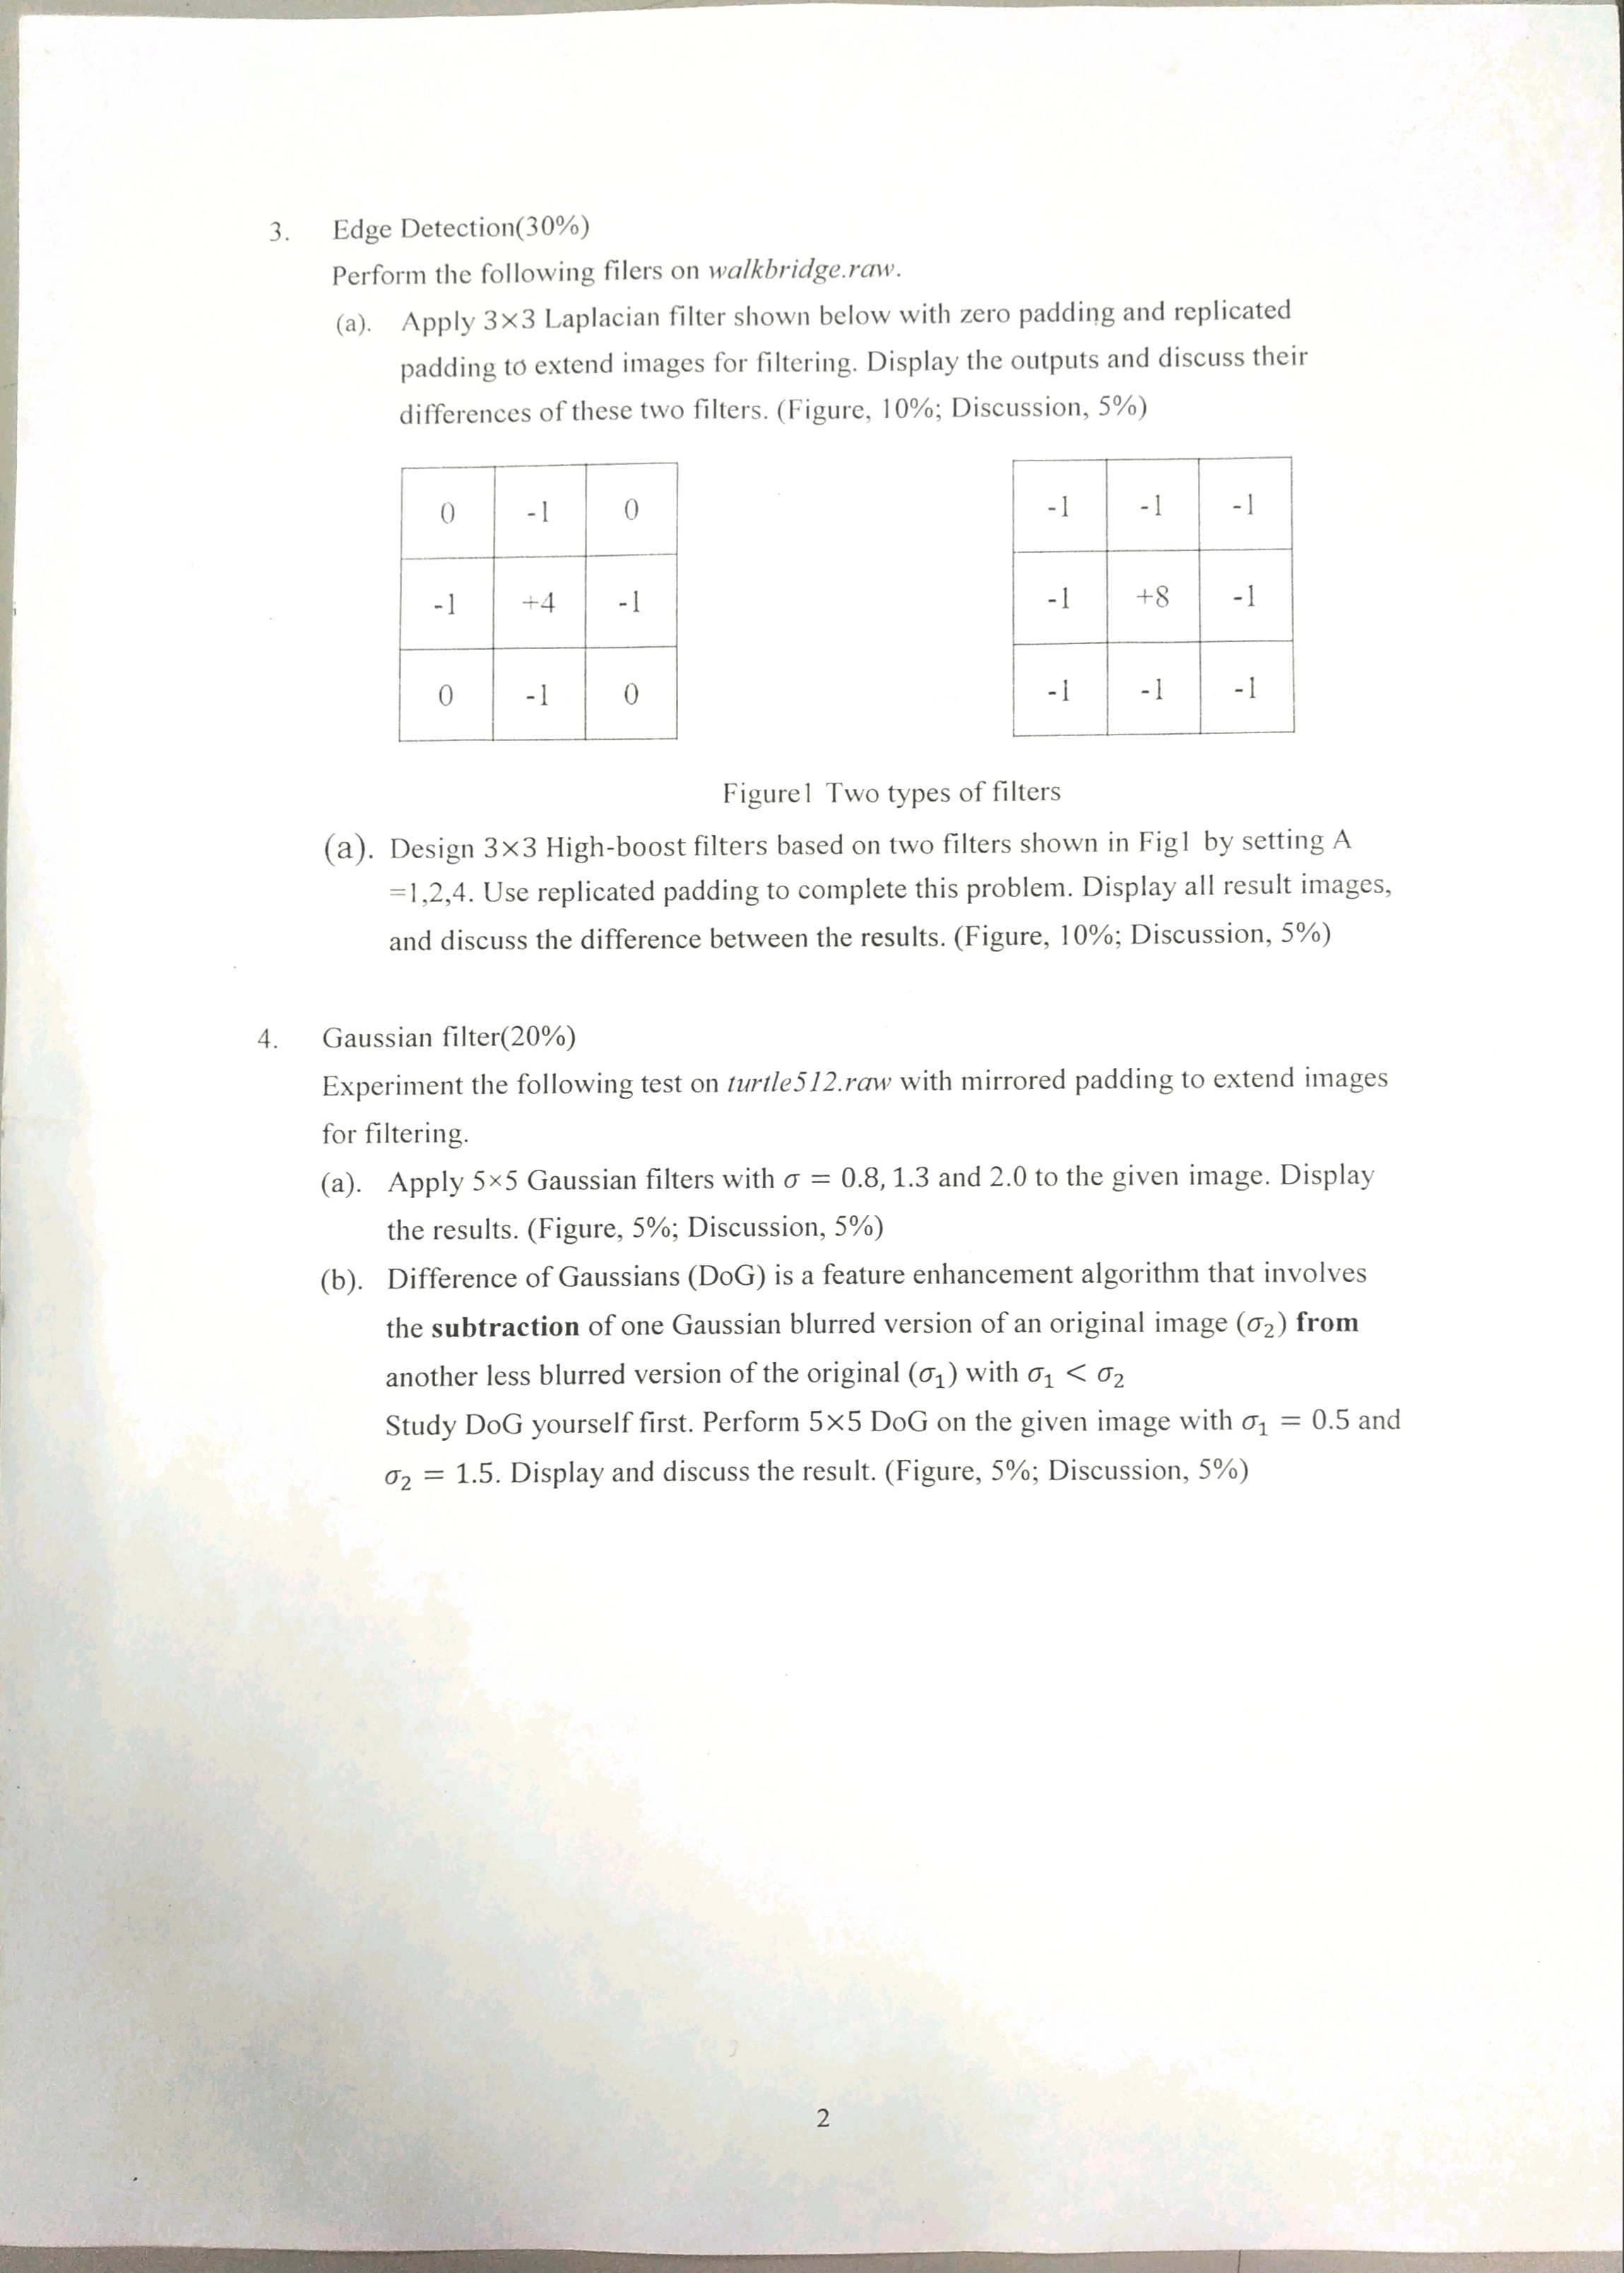 3. Edge Detection(30%)
Perform the following filers on walkbridge.raw.
(a). Apply 3×3 Laplacian filter shown below with zero padding and replicated
padding to extend images for filtering. Display the outputs and discuss their
differences of these two filters. (Figure, 10%; Discussion, 5%)
0 -1 0
-1 +4 -1
0 -1 0
-1 -1 -1
-1 +8 -1
-1 -1 -1
Figure1 Two types of filters
(a). Design 3×3 High-boost filters based on two filters shown in Fig1 by setting A
=1,2,4. Use replicated padding to complete this problem. Display all result images,
and discuss the difference between the results. (Figure, 10%; Discussion, 5%)
4. Gaussian filter(20%)
Experiment the following test on turtle512.raw with mirrored padding to extend images
for filtering.
(a). Apply 5×5 Gaussian filters with σ = 0.8, 1.3 and 2.0 to the given image. Display
the results. (Figure, 5%; Discussion, 5%)
(b). Difference of Gaussians (DoG) is a feature enhancement algorithm that involves
the subtraction of one Gaussian blurred version of an original image (σ₂) from
another less blurred version of the original (σ₁) with σ₁ < σ₂
Study DoG yourself first. Perform 5×5 DoG on the given image with σ₁ = 0.5 and
σ₂ = 1.5. Display and discuss the result. (Figure, 5%; Discussion, 5%)
2